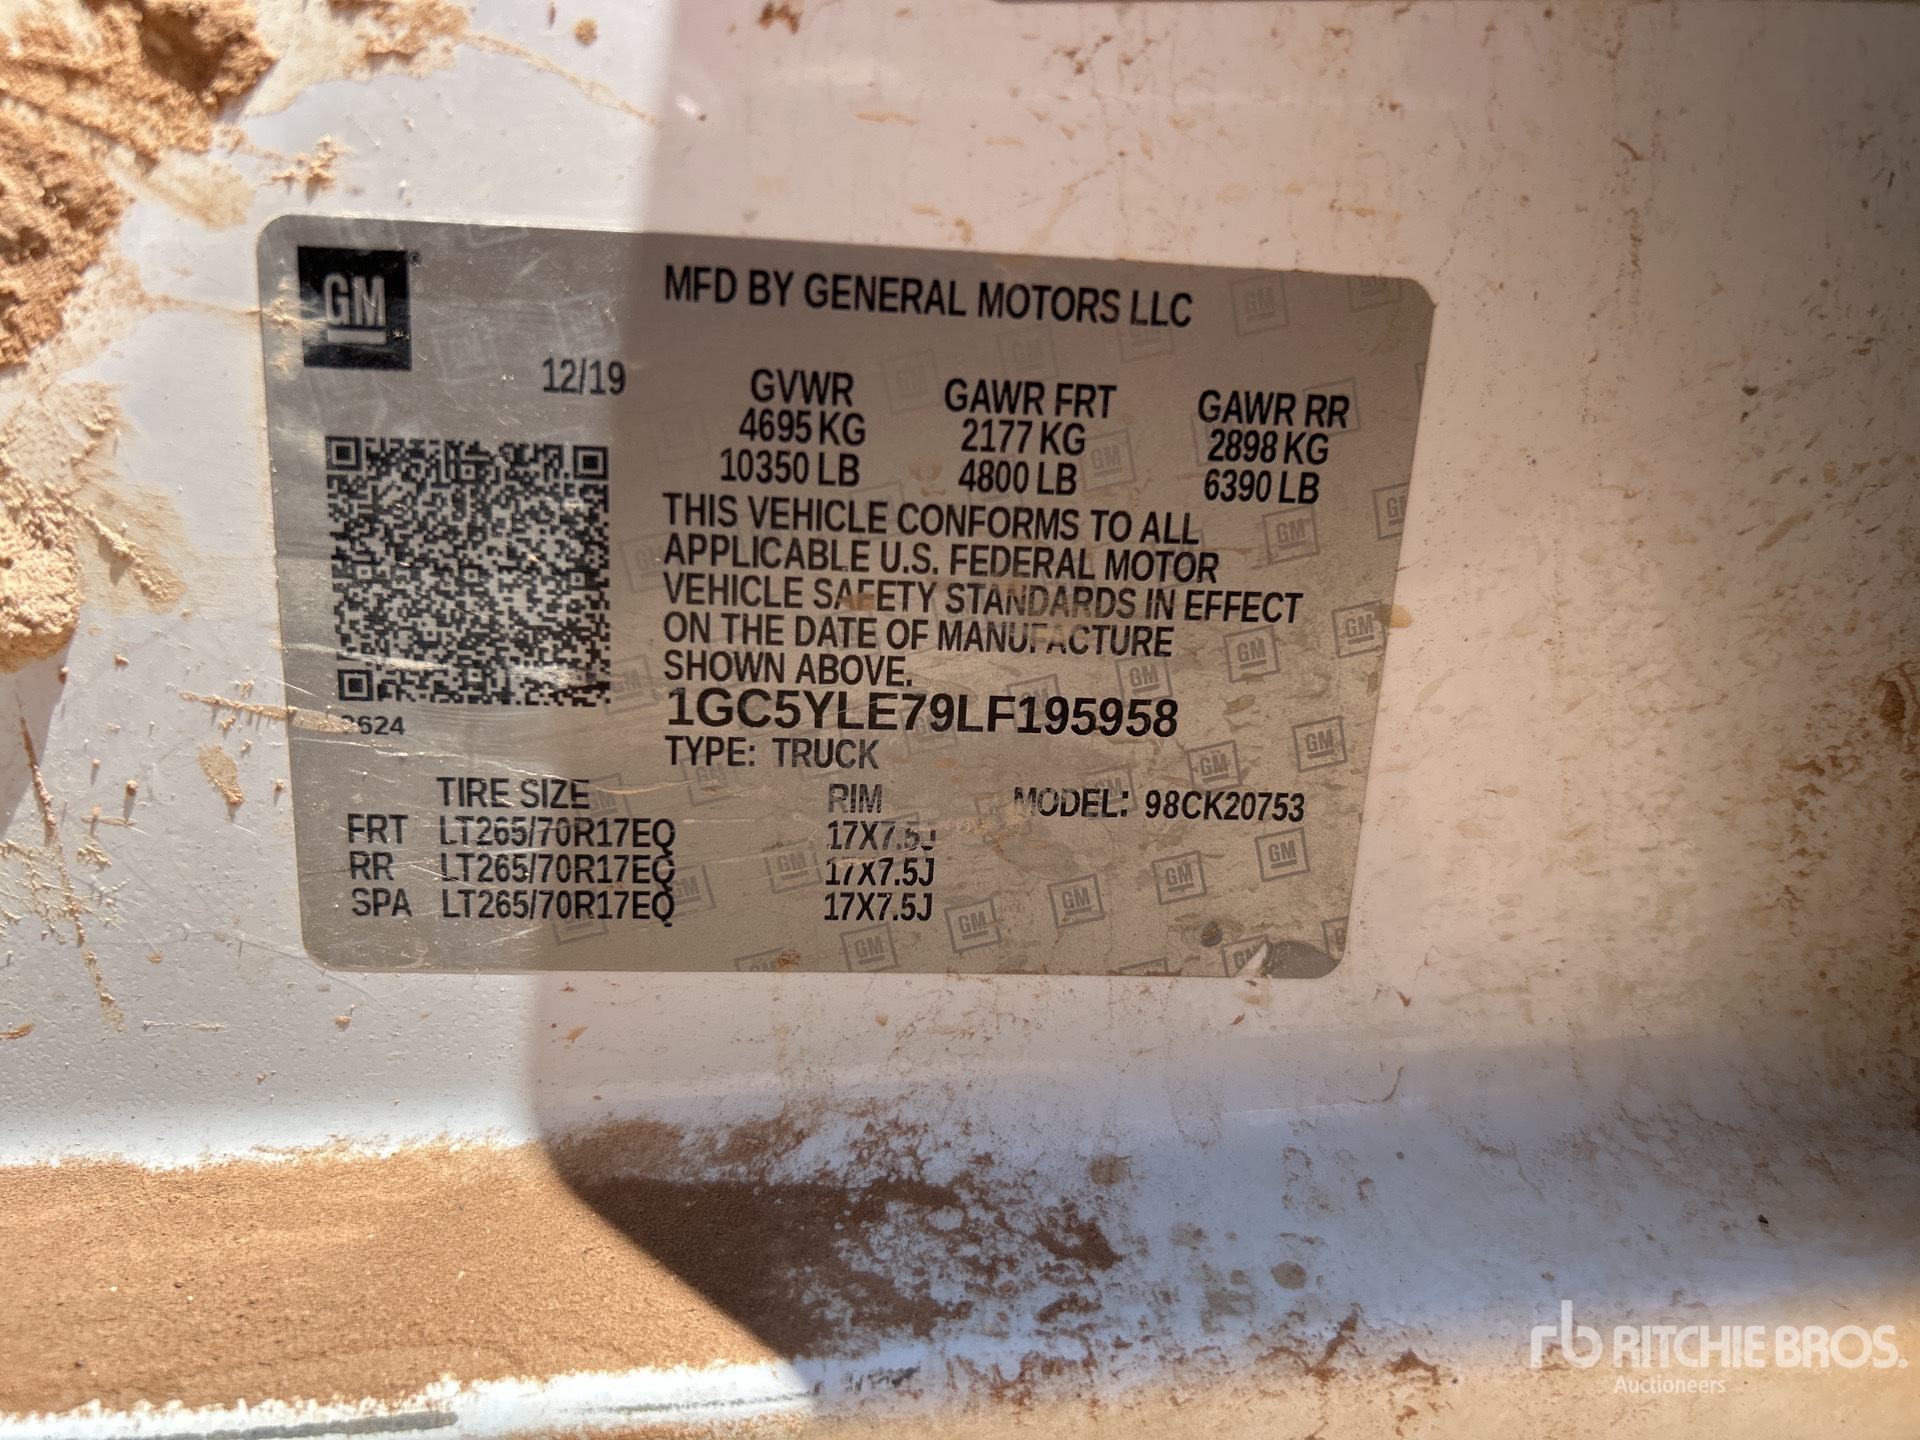 GM
MFD BY GENERAL MOTORS LLC
12/19
GVWR GAWR FRT GAWR RR
4695 KG 2177 KG 2898 KG
10350 LB 4800 LB 6390 LB
THIS VEHICLE CONFORMS TO ALL
APPLICABLE U.S. FEDERAL MOTOR
VEHICLE SAFETY STANDARDS IN EFFECT
ON THE DATE OF MANUFACTURE
SHOWN ABOVE.
1GC5YLE79LF195958
TYPE: TRUCK
TIRE SIZE RIM MODEL: 98CK20753
FRT LT265/70R17EQ 17X7.5J
RR LT265/70R17EQ 17X7.5J
SPA LT265/70R17EQ 17X7.5J
rb RITCHIE BROS.
Auctioneers